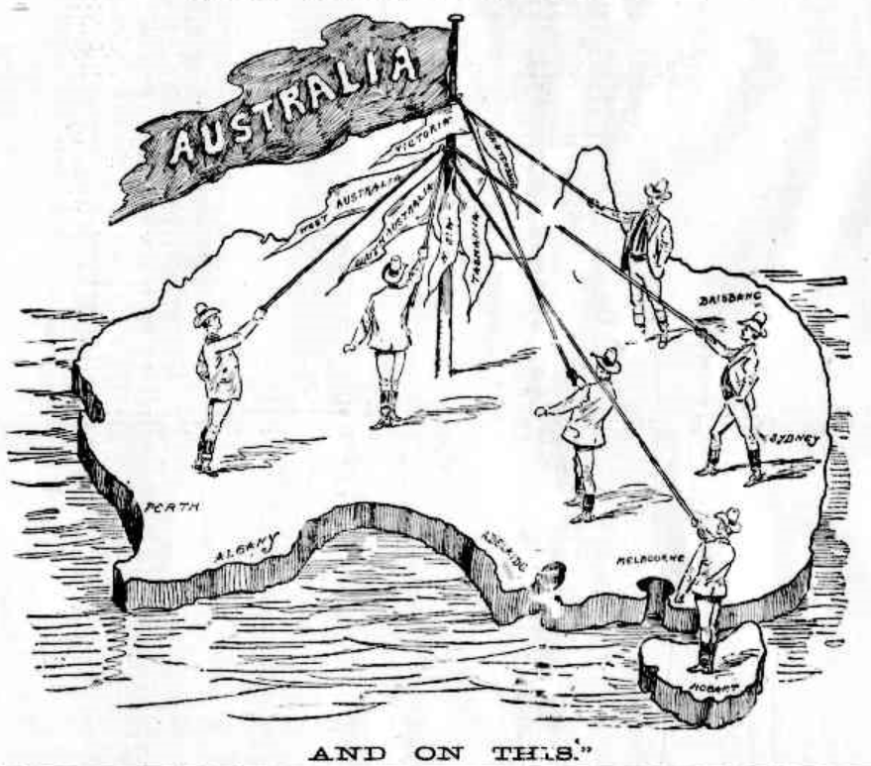 AUSTRALIA
VICTORIA
QUEENSLAND
WEST AUSTRALIA
SOUTH AUSTRALIA
TASMANIA
BRISBANE
SYDNEY
PERTH
ALBANY
ADELAIDE
MELBOURNE
HOBART
AND ON THIS."